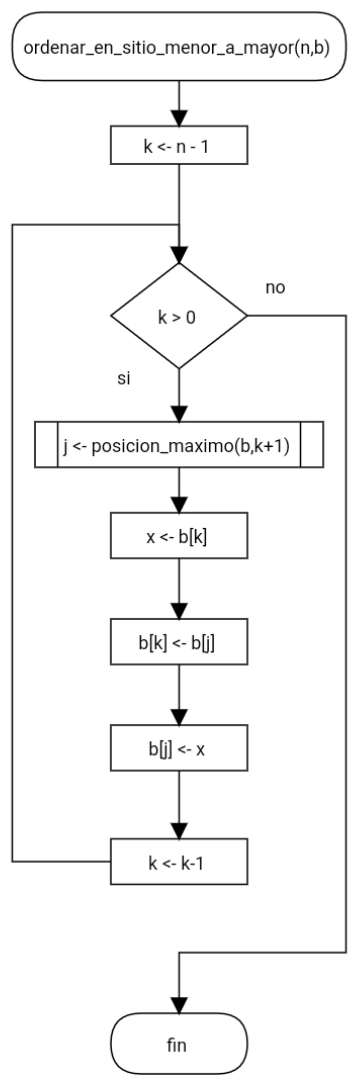 ordenar_en_sitio_menor_a_mayor(n,b)
k <- n - 1
k > 0
no
si
j <- posicion_maximo(b,k+1)
x <- b[k]
b[k] <- b[j]
b[j] <- x
k <- k-1
fin